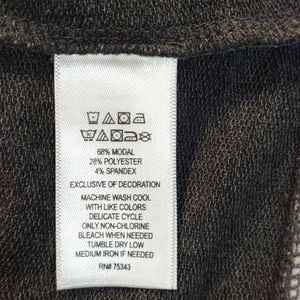 68% MODAL
28% POLYESTER
4% SPANDEX
EXCLUSIVE OF DECORATION
MACHINE WASH COOL
WITH LIKE COLORS
DELICATE CYCLE
ONLY NON-CHLORINE
BLEACH WHEN NEEDED
TUMBLE DRY LOW
MEDIUM IRON IF NEEDED
RN# 75343